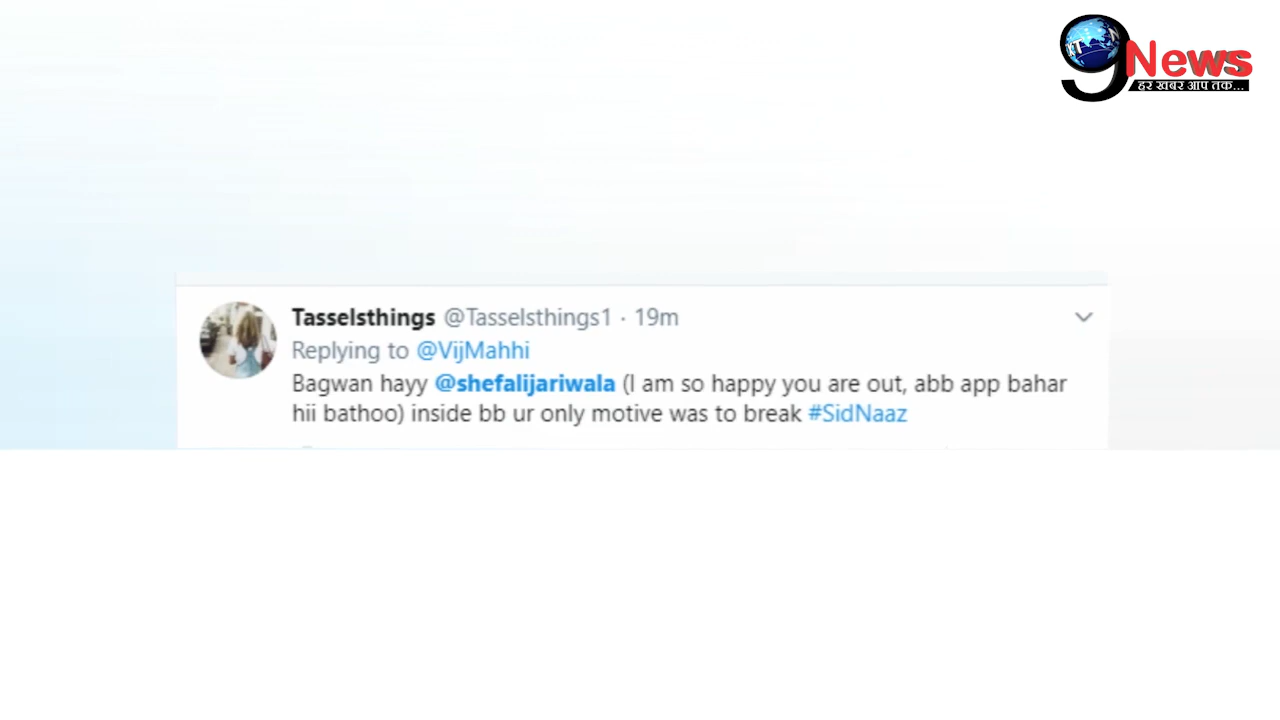 9News
हर खबर आप तक...
Tasselsthings @Tasselsthings1 · 19m
Replying to @VijMahhi
Bagwan hayy @shefalijariwala (I am so happy you are out, abb app bahar
hii bathoo) inside bb ur only motive was to break #SidNaaz